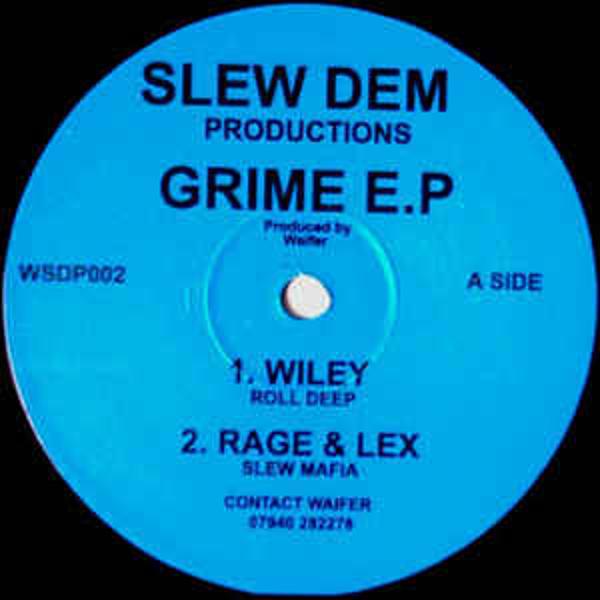 SLEW DEM
PRODUCTIONS
GRIME E.P
Produced by
Waifer
WSDP002
A SIDE
1. WILEY
ROLL DEEP
2. RAGE & LEX
SLEW MAFIA
CONTACT WAIFER
07940 282278